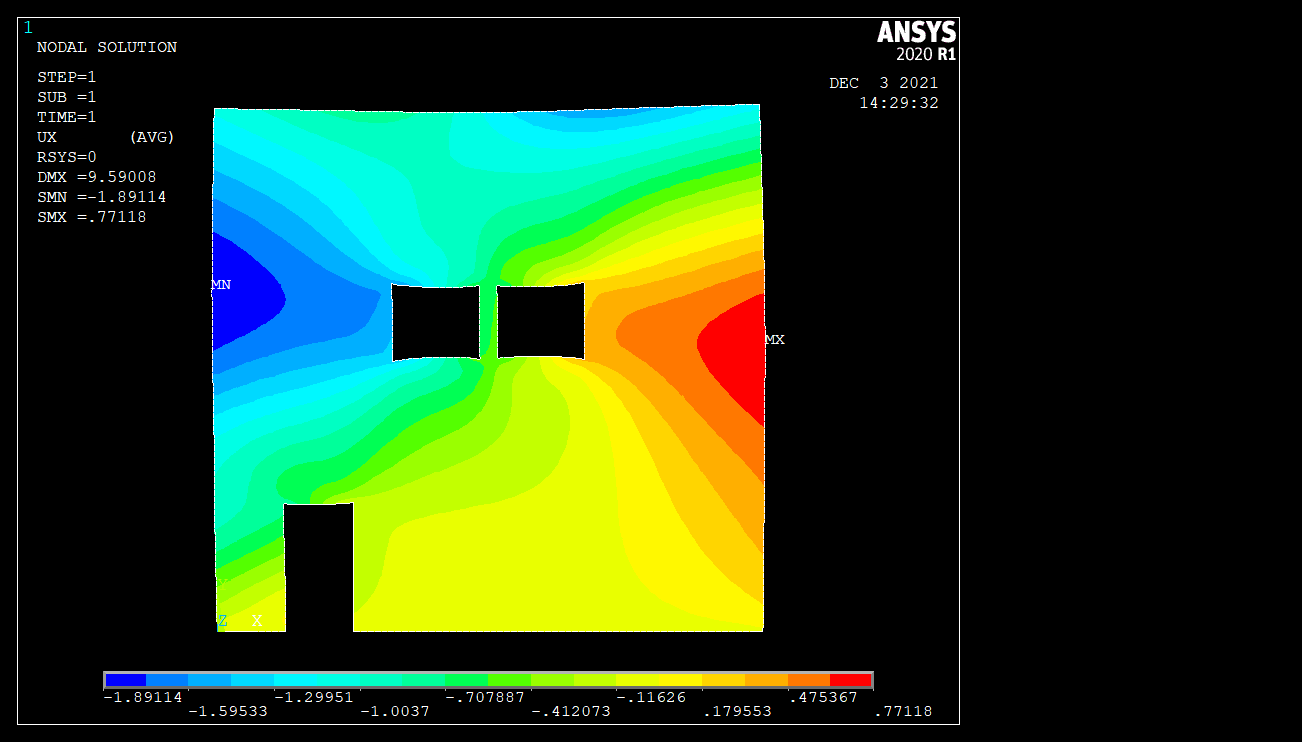 1
ANSYS
2020 R1
NODAL SOLUTION
STEP=1
SUB =1
TIME=1
UX (AVG)
RSYS=0
DMX =9.59008
SMN =-1.89114
SMX =.77118
DEC 3 2021
14:29:32
MN
MX
Z X
-1.89114 -1.29951 -.707887 -.11626 .475367
-1.59533 -1.0037 -.412073 .179553 .77118